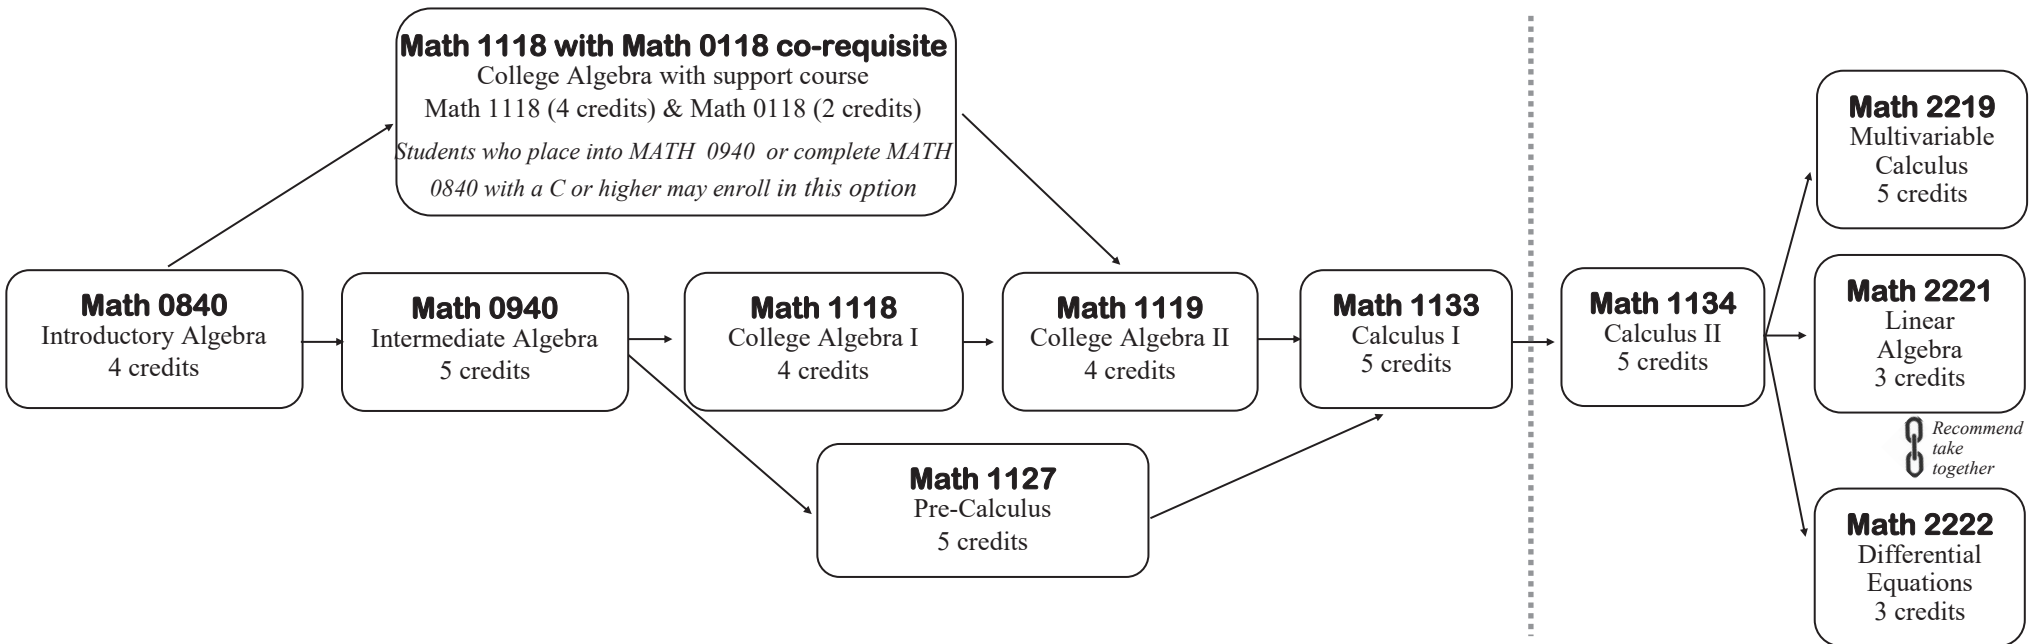 Math 1118 with Math 0118 co-requisite
College Algebra with support course
Math 1118 (4 credits) & Math 0118 (2 credits)
Students who place into MATH 0940 or complete MATH
0840 with a C or higher may enroll in this option
Math 0840
Introductory Algebra
4 credits
Math 0940
Intermediate Algebra
5 credits
Math 1118
College Algebra I
4 credits
Math 1119
College Algebra II
4 credits
Math 1127
Pre-Calculus
5 credits
Math 1133
Calculus I
5 credits
Math 1134
Calculus II
5 credits
Math 2219
Multivariable
Calculus
5 credits
Math 2221
Linear
Algebra
3 credits
Recommend
take
together
Math 2222
Differential
Equations
3 credits